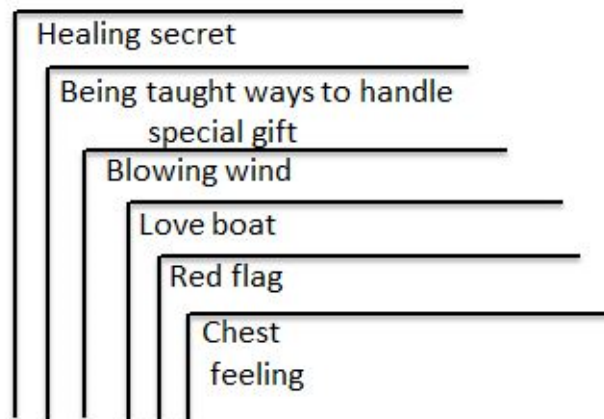 Healing secret
Being taught ways to handle
special gift
Blowing wind
Love boat
Red flag
Chest
feeling